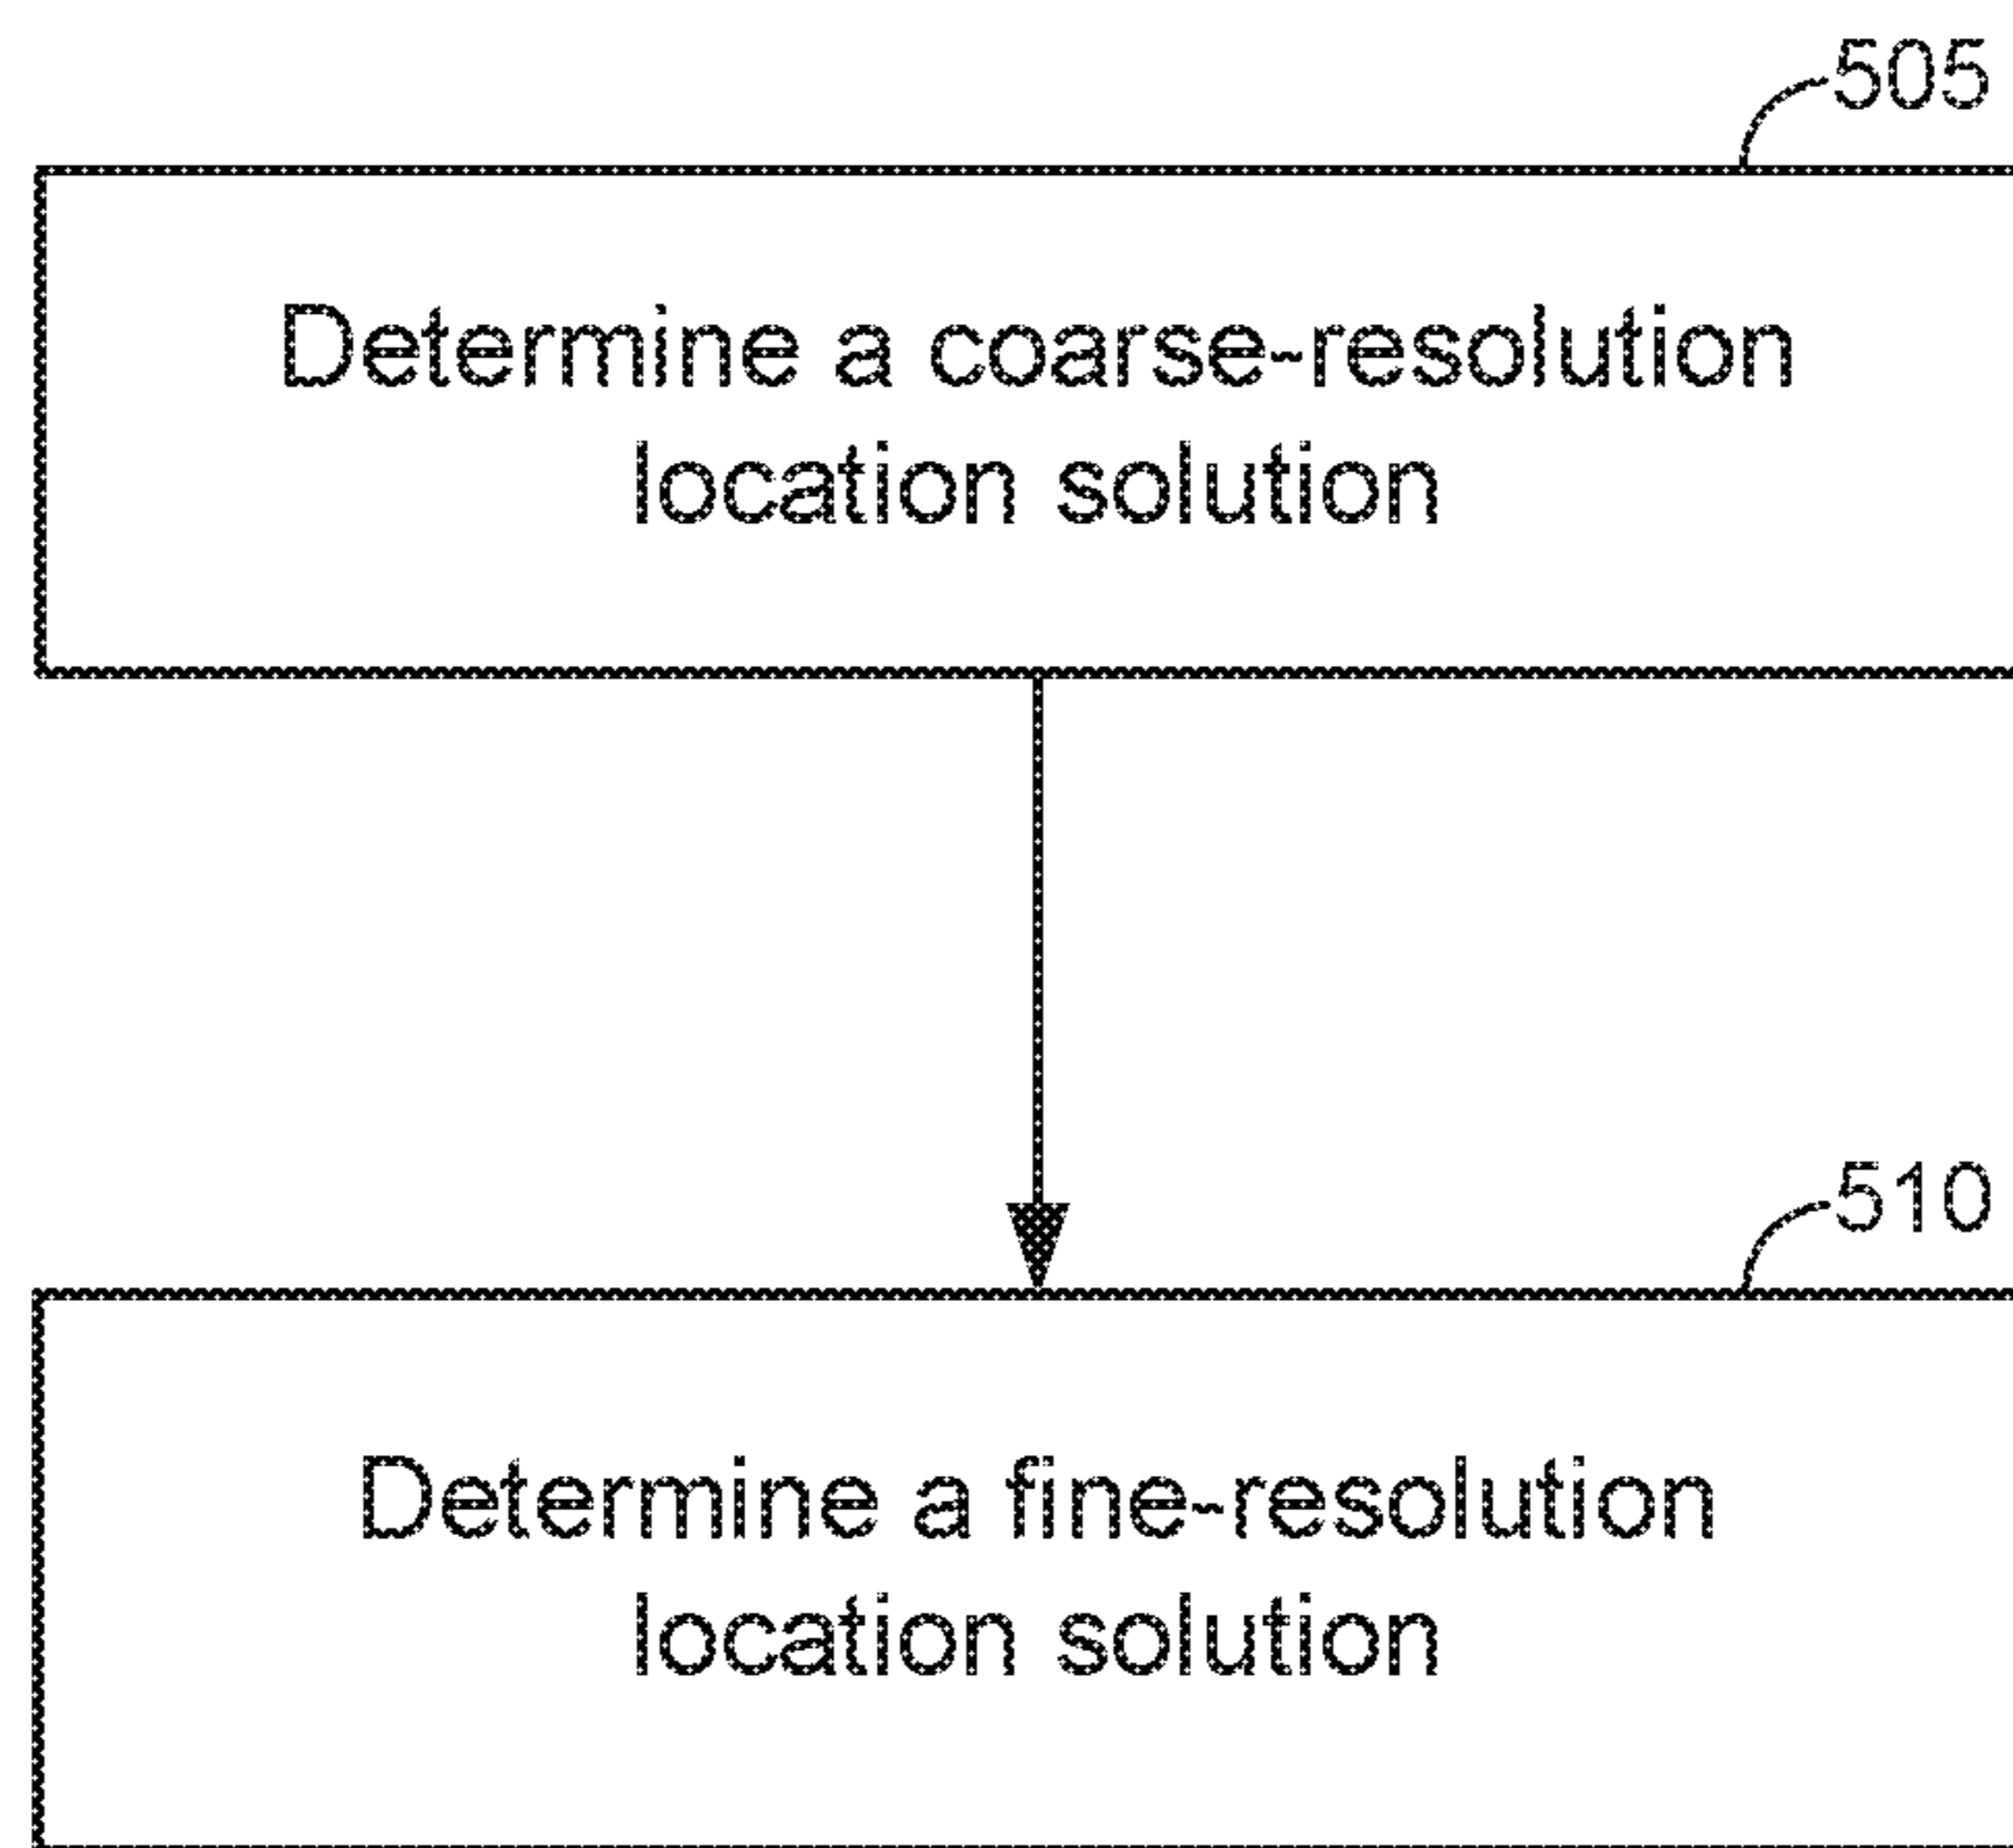 505
Determine a coarse-resolution
location solution
510
Determine a fine-resolution
location solution